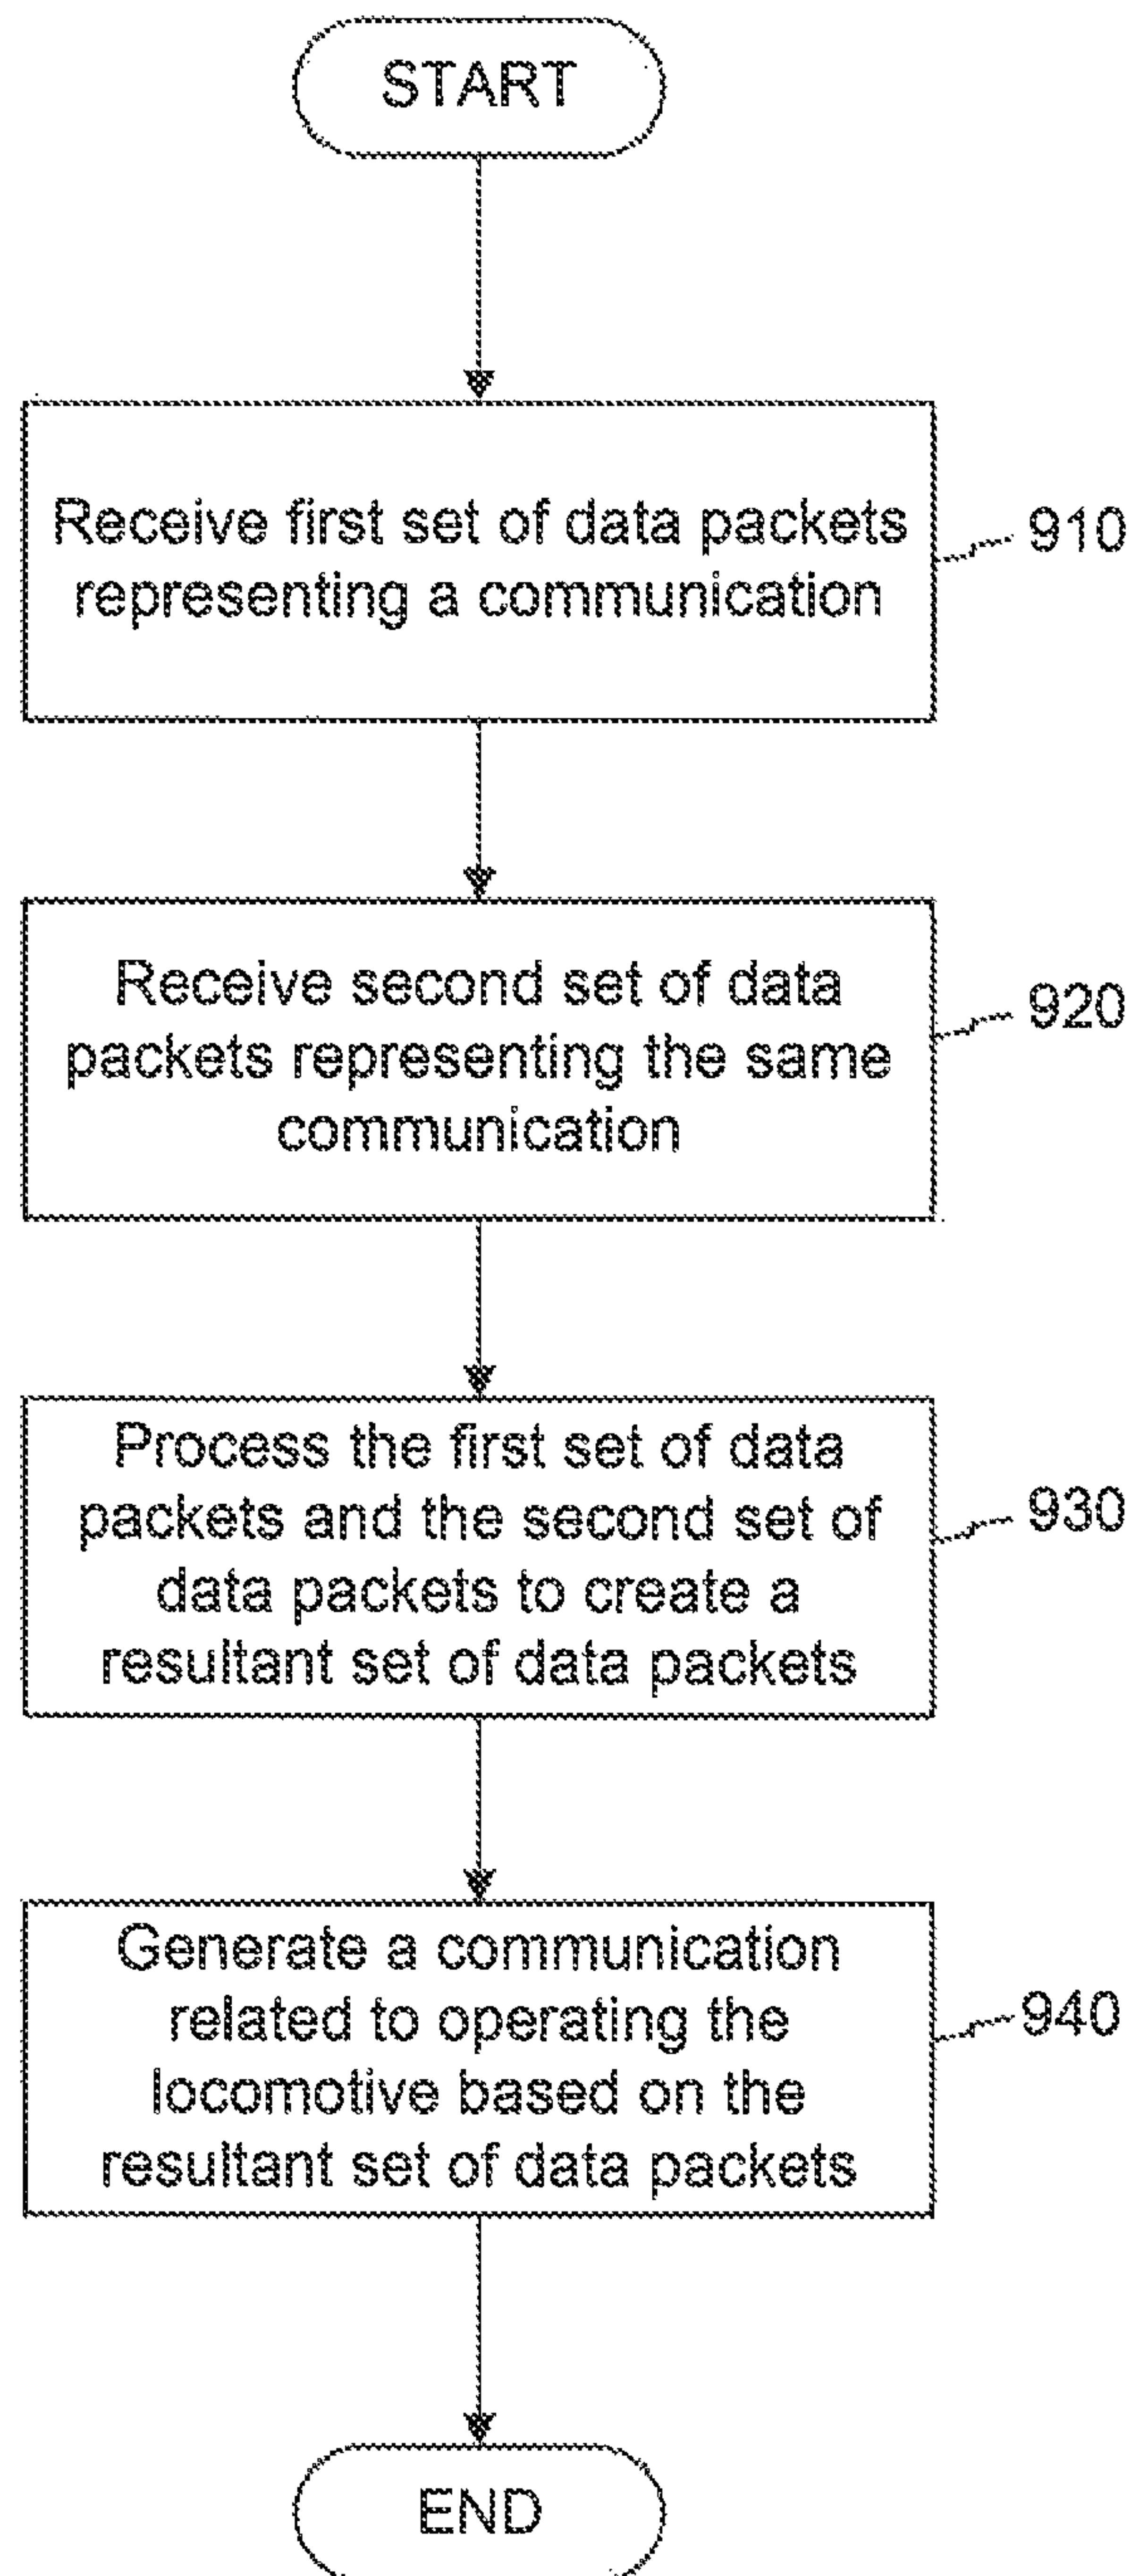 START
Receive first set of data packets
representing a communication
910
Receive second set of data
packets representing the same
communication
920
Process the first set of data
packets and the second set of
data packets to create a
resultant set of data packets
930
Generate a communication
related to operating the
locomotive based on the
resultant set of data packets
940
END